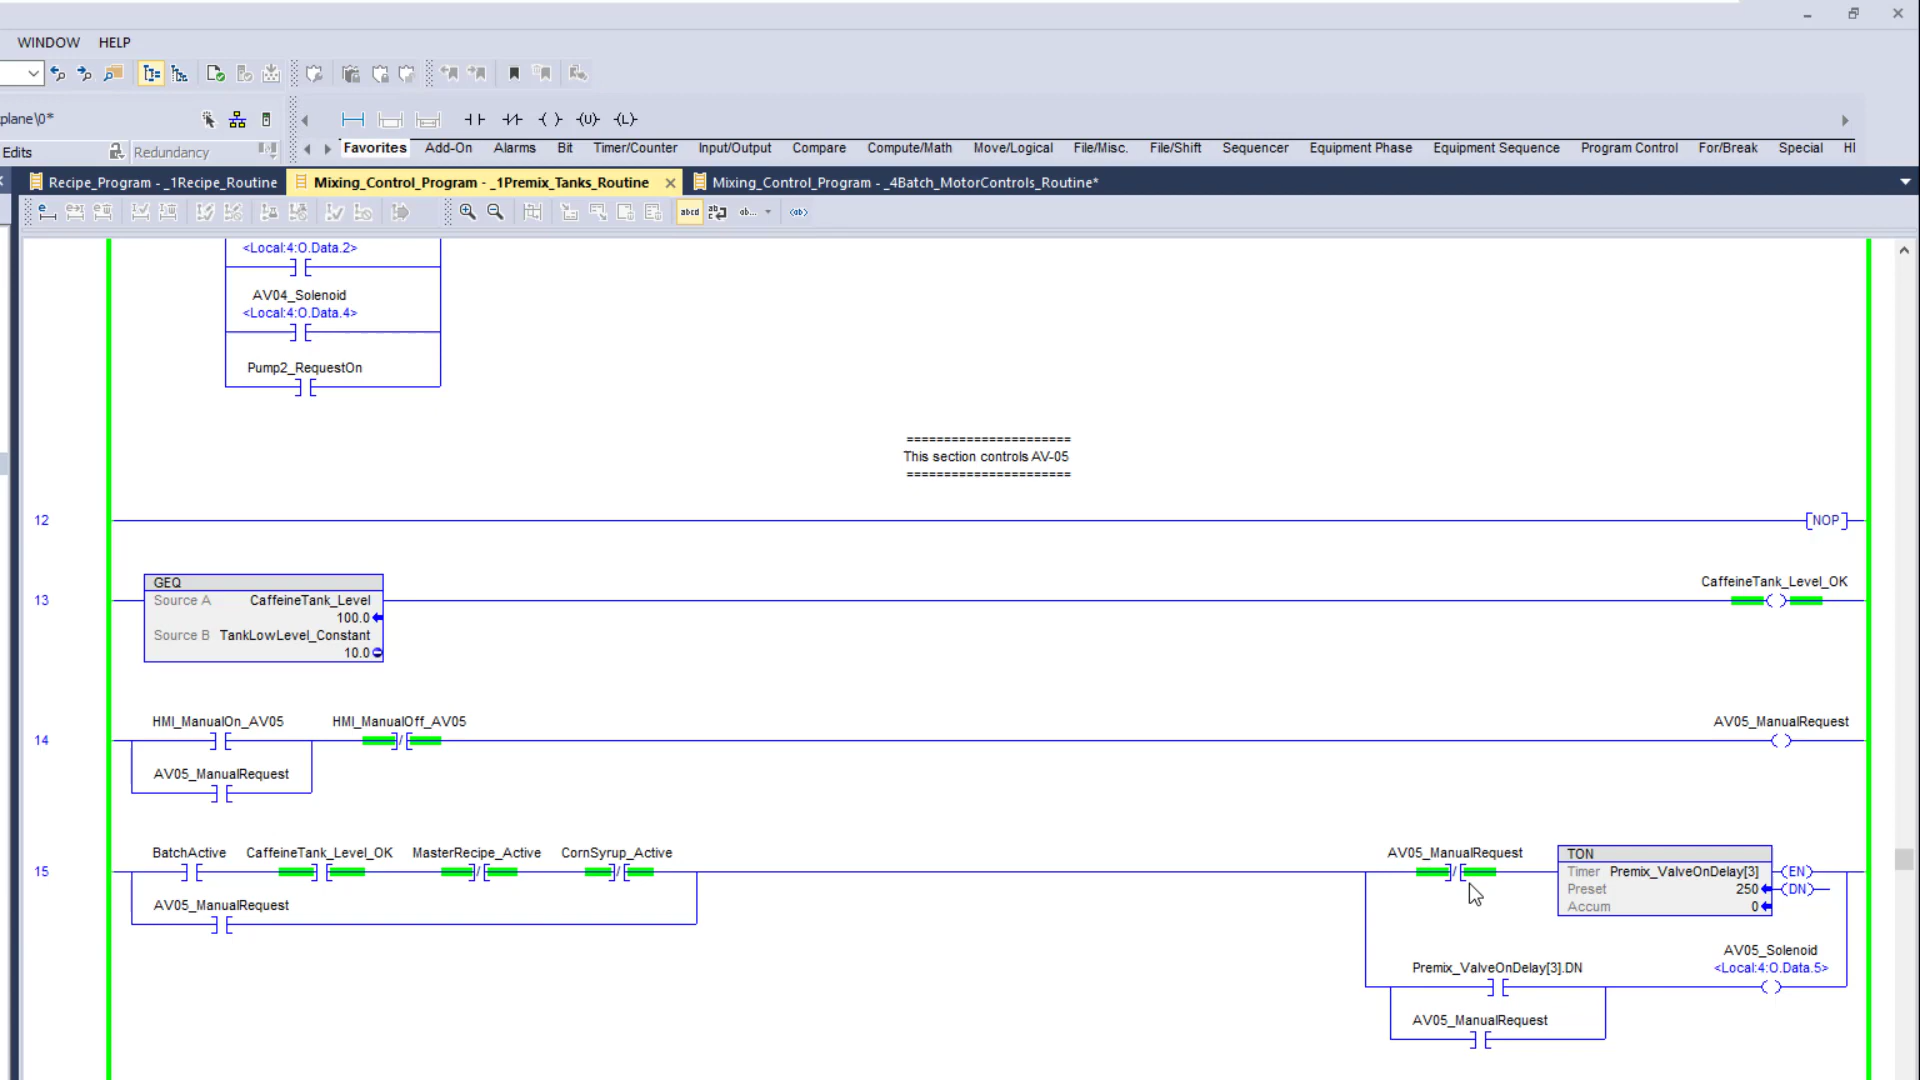 WINDOW HELP
plane\0*
Edits Redundancy
Favorites Add-On Alarms Bit Timer/Counter Input/Output Compare Compute/Math Move/Logical File/Misc. File/Shift Sequencer Equipment Phase Equipment Sequence Program Control For/Break Special HI
Recipe_Program - _1Recipe_Routine Mixing_Control_Program - _1Premix_Tanks_Routine Mixing_Control_Program - _4Batch_MotorControls_Routine*
abcd ab... <ab>
<Local:4:O.Data.2>
AV04_Solenoid
<Local:4:O.Data.4>
Pump2_RequestOn
======================
This section controls AV-05
======================
12 NOP
GEQ
Source A CaffeineTank_Level
100.0
Source B TankLowLevel_Constant
10.0
13 CaffeineTank_Level_OK
HMI_ManualOn_AV05 HMI_ManualOff_AV05 AV05_ManualRequest
14
AV05_ManualRequest
BatchActive CaffeineTank_Level_OK MasterRecipe_Active CornSyrup_Active AV05_ManualRequest
15
AV05_ManualRequest
TON
Timer Premix_ValveOnDelay[3] EN
Preset 250 DN
Accum 0
AV05_Solenoid
Premix_ValveOnDelay[3].DN <Local:4:O.Data.5>
AV05_ManualRequest